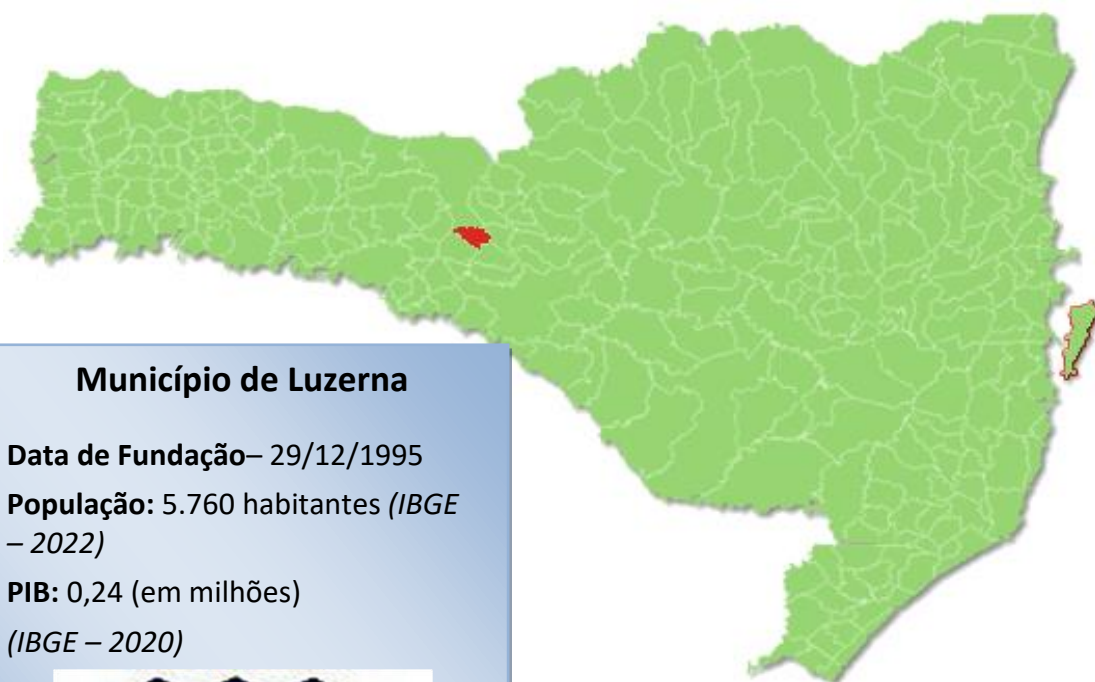 Município de Luzerna
Data de Fundação– 29/12/1995
População: 5.760 habitantes (IBGE
– 2022)
PIB: 0,24 (em milhões)
(IBGE – 2020)